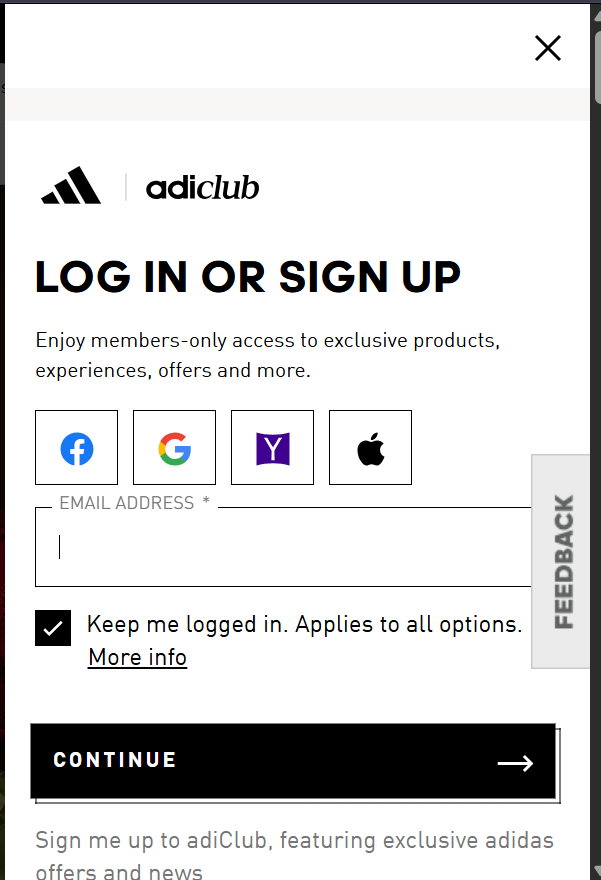 adiclub
LOG IN OR SIGN UP
Enjoy members-only access to exclusive products,
experiences, offers and more.
EMAIL ADDRESS *
FEEDBACK
Keep me logged in. Applies to all options.
More info
CONTINUE
Sign me up to adiClub, featuring exclusive adidas
offers and news